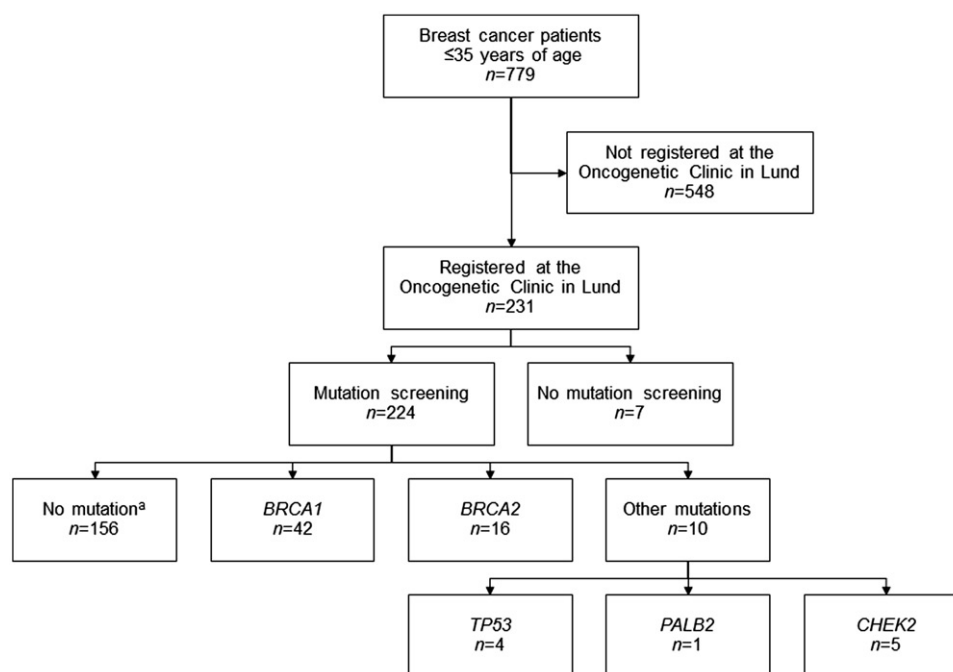 Breast cancer patients
≤35 years of age
n=779
Not registered at the
Oncogenetic Clinic in Lund
n=548
Registered at the
Oncogenetic Clinic in Lund
n=231
Mutation screening
n=224
No mutation screening
n=7
No mutationᵃ
n=156
BRCA1
n=42
BRCA2
n=16
Other mutations
n=10
TP53
n=4
PALB2
n=1
CHEK2
n=5